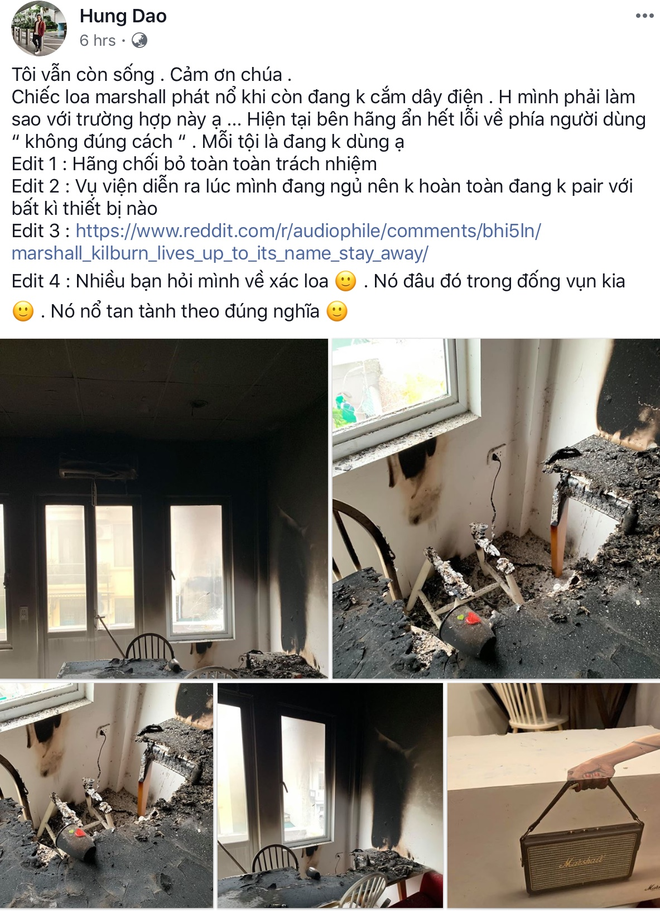 Hung Dao
6 hrs ·
Tôi vẫn còn sống . Cảm ơn chúa .
Chiếc loa marshall phát nổ khi còn đang k cắm dây điện . H mình phải làm
sao với trường hợp này ạ ... Hiện tại bên hãng ẩn hết lỗi về phía người dùng
“ không đúng cách “ . Mỗi tội là đang k dùng ạ
Edit 1 : Hãng chối bỏ toàn toàn trách nhiệm
Edit 2 : Vụ viện diễn ra lúc mình đang ngủ nên k hoàn toàn đang k pair với
bất kì thiết bị nào
Edit 3 : https://www.reddit.com/r/audiophile/comments/bhi5ln/
marshall_kilburn_lives_up_to_its_name_stay_away/
Edit 4 : Nhiều bạn hỏi mình về xác loa 🙂 . Nó đâu đó trong đống vụn kia
🙂 . Nó nổ tan tành theo đúng nghĩa 🙂
Marshall